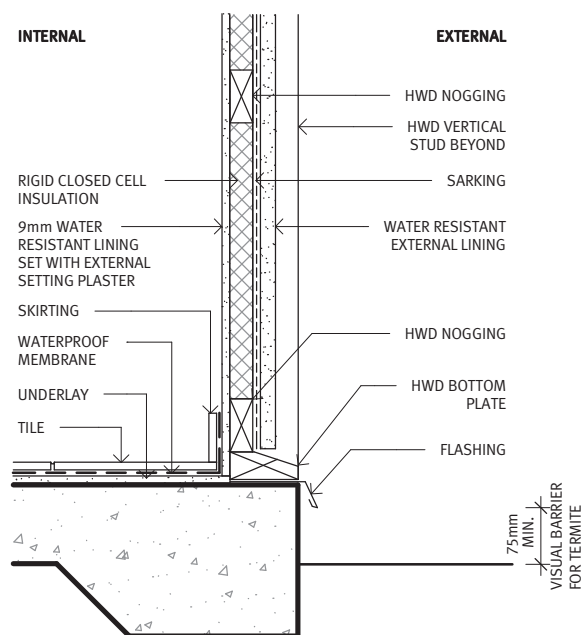 INTERNAL
EXTERNAL
HWD NOGGING
HWD VERTICAL
STUD BEYOND
RIGID CLOSED CELL
INSULATION
SARKING
9mm WATER
RESISTANT LINING
SET WITH EXTERNAL
SETTING PLASTER
WATER RESISTANT
EXTERNAL LINING
SKIRTING
WATERPROOF
MEMBRANE
HWD NOGGING
UNDERLAY
HWD BOTTOM
PLATE
TILE
FLASHING
75mm
MIN.
VISUAL BARRIER
FOR TERMITE